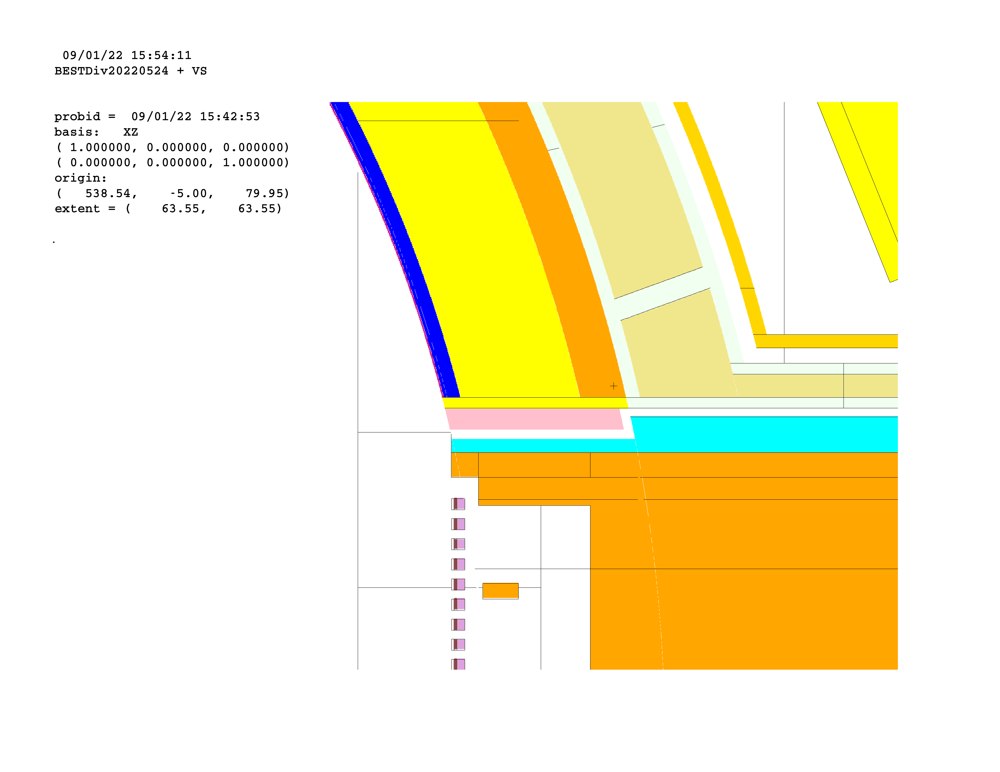 09/01/22 15:54:11
BESTDiv20220524 + VS
probid =  09/01/22 15:42:53
basis:   XZ
( 1.000000, 0.000000, 0.000000)
( 0.000000, 0.000000, 1.000000)
origin:
(   538.54,    -5.00,    79.95)
extent = (    63.55,    63.55)
.